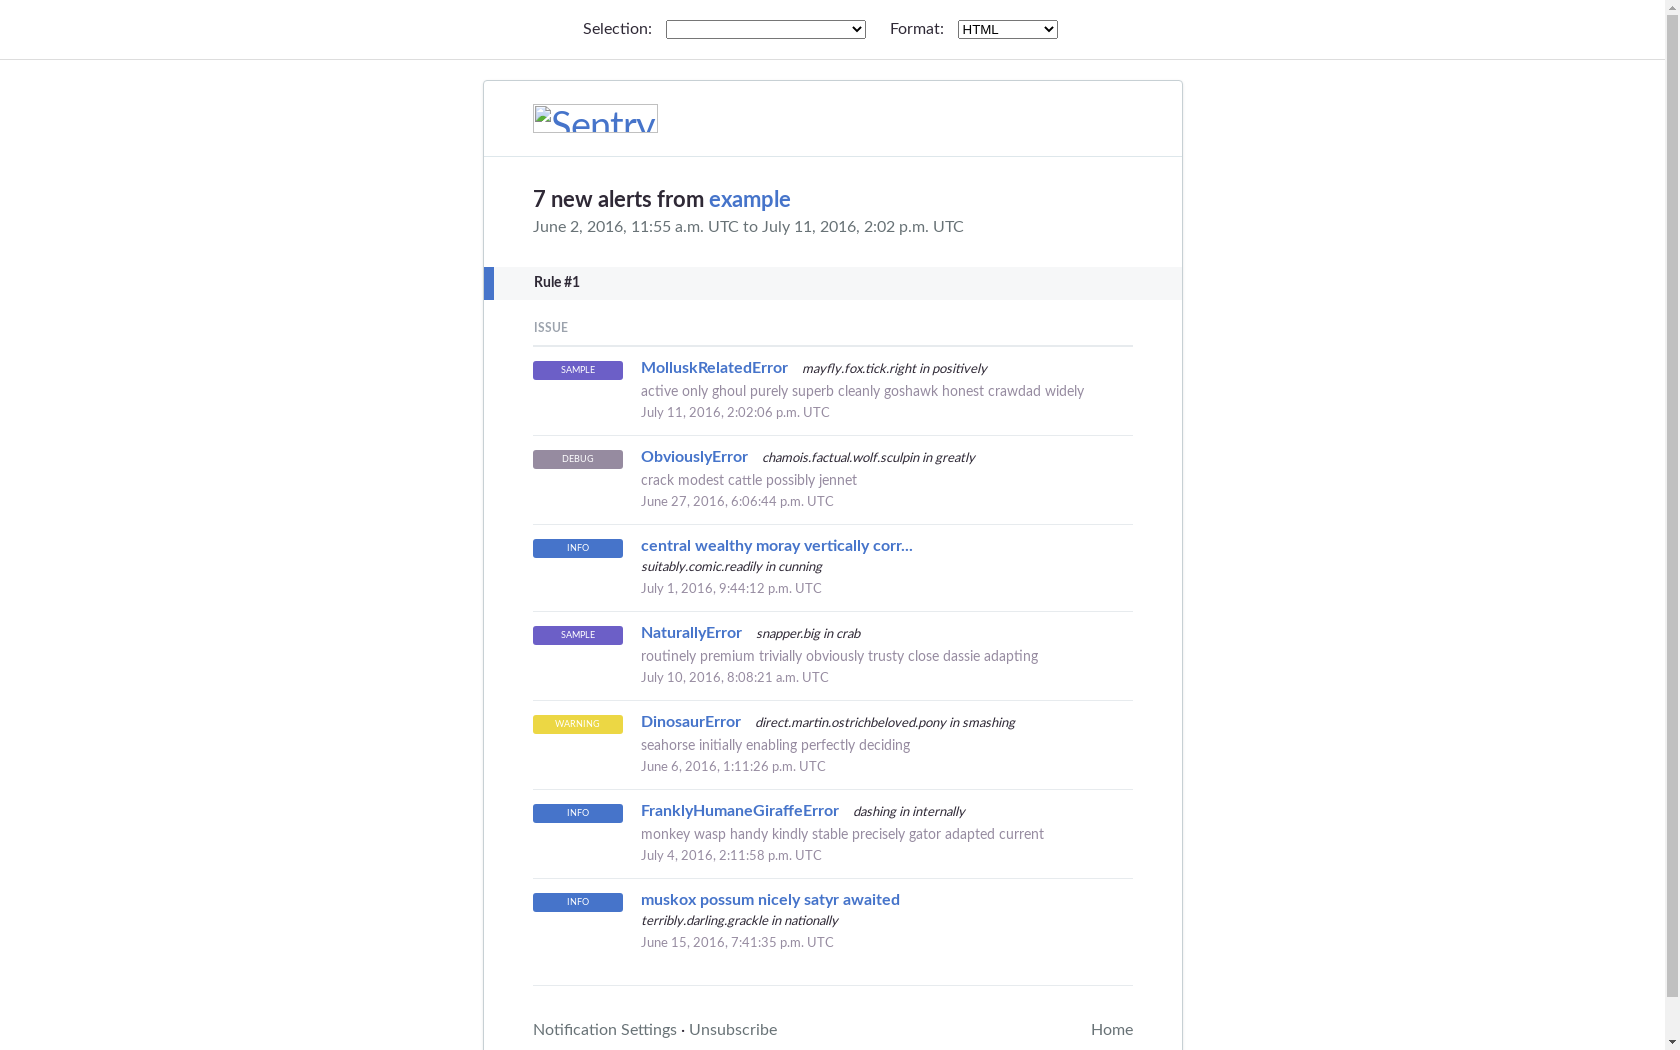 Selection: Format: HTML
Sentry
7 new alerts from example
June 2, 2016, 11:55 a.m. UTC to July 11, 2016, 2:02 p.m. UTC
Rule #1
ISSUE
SAMPLE MolluskRelatedError mayfly.fox.tick.right in positively
active only ghoul purely superb cleanly goshawk honest crawdad widely
July 11, 2016, 2:02:06 p.m. UTC
DEBUG ObviouslyError chamois.factual.wolf.sculpin in greatly
crack modest cattle possibly jennet
June 27, 2016, 6:06:44 p.m. UTC
INFO central wealthy moray vertically corr...
suitably.comic.readily in cunning
July 1, 2016, 9:44:12 p.m. UTC
SAMPLE NaturallyError snapper.big in crab
routinely premium trivially obviously trusty close dassie adapting
July 10, 2016, 8:08:21 a.m. UTC
WARNING DinosaurError direct.martin.ostrichbeloved.pony in smashing
seahorse initially enabling perfectly deciding
June 6, 2016, 1:11:26 p.m. UTC
INFO FranklyHumaneGiraffeError dashing in internally
monkey wasp handy kindly stable precisely gator adapted current
July 4, 2016, 2:11:58 p.m. UTC
INFO muskox possum nicely satyr awaited
terribly.darling.grackle in nationally
June 15, 2016, 7:41:35 p.m. UTC
Notification Settings · Unsubscribe Home